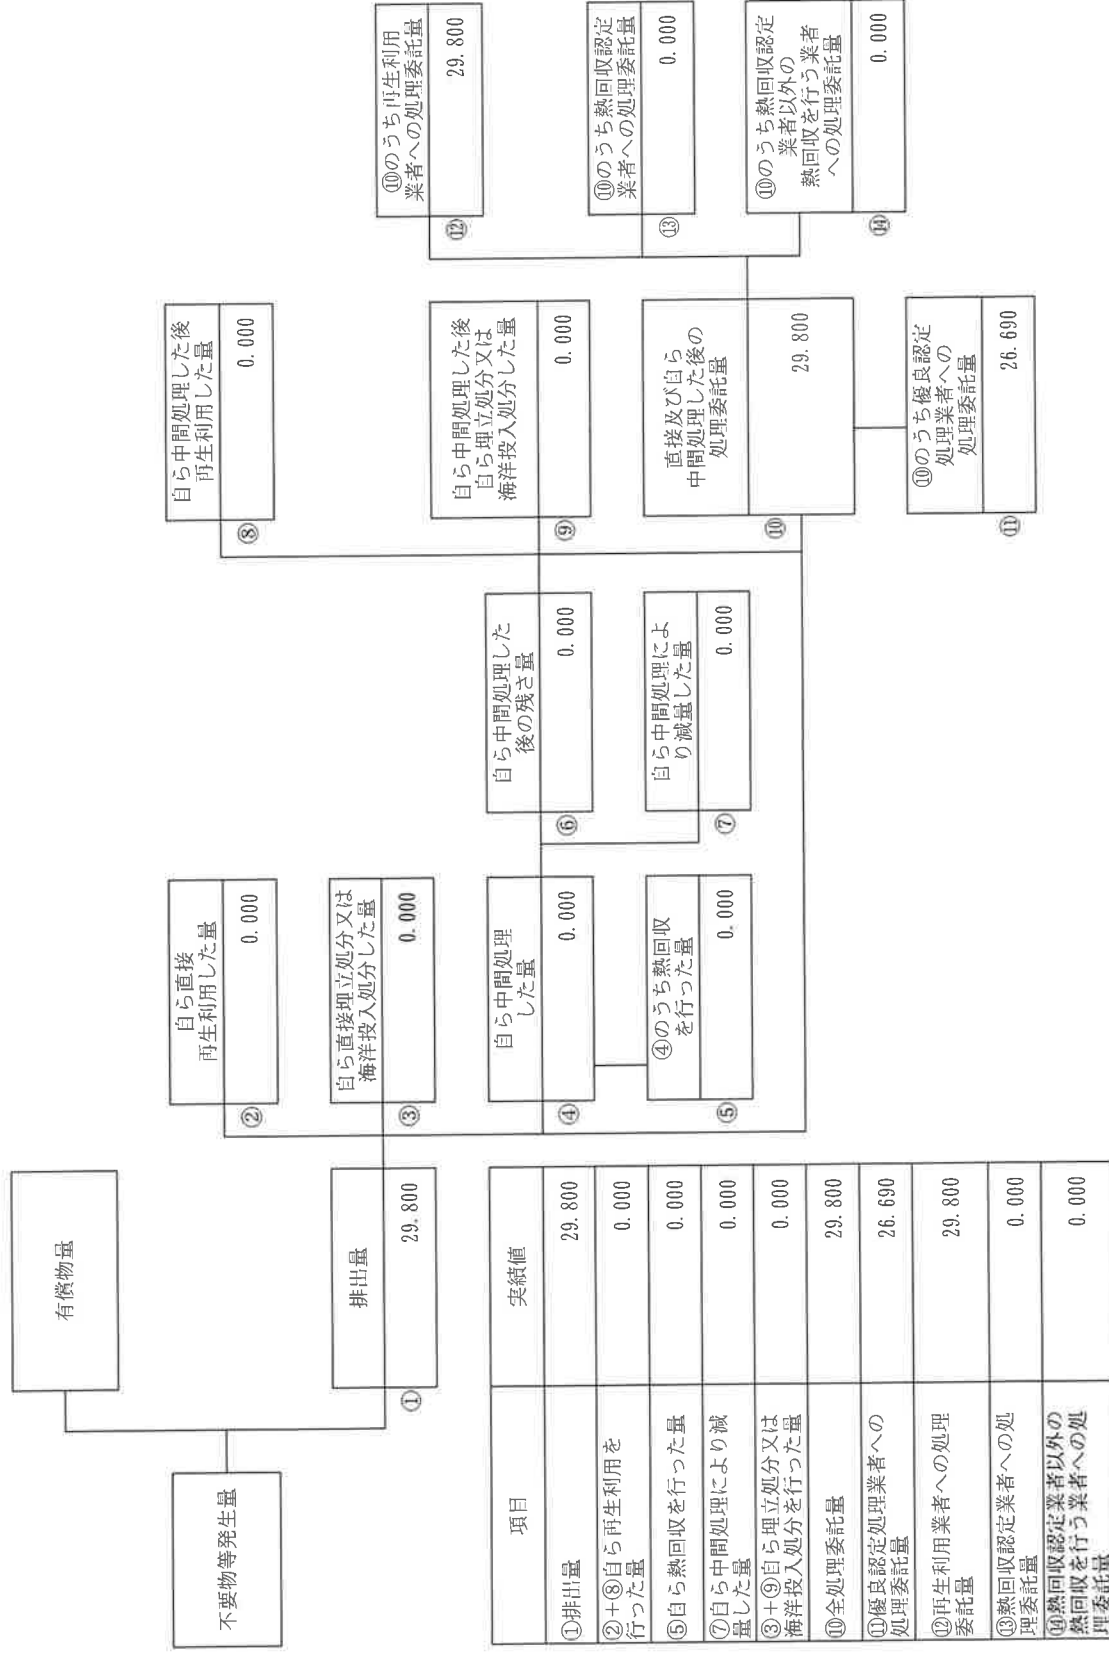 不要物等発生量
有償物量
排出量
① 29.800
自ら直接
再生利用した量
② 0.000
自ら直接埋立処分又は
海洋投入処分した量
③ 0.000
自ら中間処理
した量
④ 0.000
④のうち熱回収
を行った量
⑤ 0.000
自ら中間処理した
後の残さ量
⑥ 0.000
自ら中間処理によ
り減量した量
⑦ 0.000
自ら中間処理した後
再生利用した量
⑧ 0.000
自ら中間処理した後
自ら埋立処分又は
海洋投入処分した量
⑨ 0.000
直接及び自ら
中間処理した後の
処理委託量
⑩ 29.800
⑩のうち優良認定
処理業者への
処理委託量
⑪ 26.690
⑩のうち再生利用
業者への処理委託量
⑫ 29.800
⑩のうち熱回収認定
業者への処理委託量
⑬ 0.000
⑩のうち熱回収認定
業者以外の
熱回収を行う業者
への処理委託量
⑭ 0.000
項目 実績値
①排出量 29.800
②+⑧自ら再生利用を
行った量 0.000
⑤自ら熱回収を行った量 0.000
⑦自ら中間処理により減
量した量 0.000
③+⑨自ら埋立処分又は
海洋投入処分を行った量 0.000
⑩全処理委託量 29.800
⑪優良認定処理業者への
処理委託量 26.690
⑫再生利用業者への処理
委託量 29.800
⑬熱回収認定業者への処
理委託量 0.000
⑭熱回収認定業者以外の
熱回収を行う業者への処
理委託量 0.000